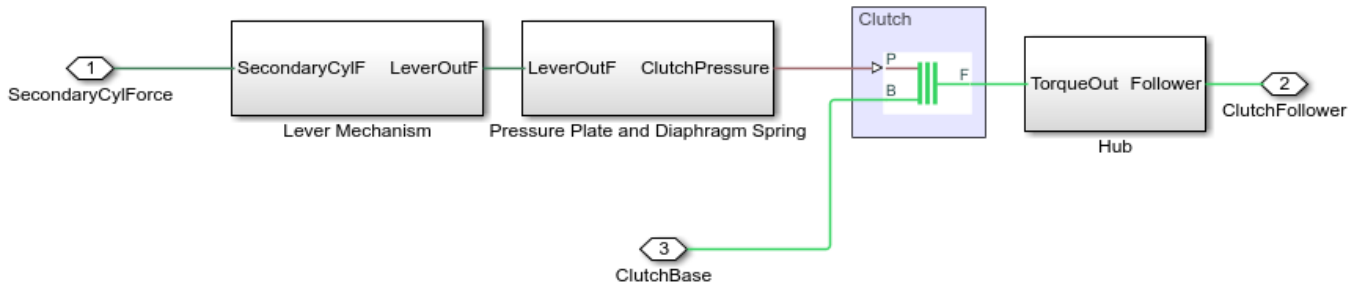 Clutch
1
SecondaryCylForce
SecondaryCylF LeverOutF
Lever Mechanism
LeverOutF ClutchPressure
Pressure Plate and Diaphragm Spring
P
B
F
TorqueOut Follower
Hub
2
ClutchFollower
3
ClutchBase